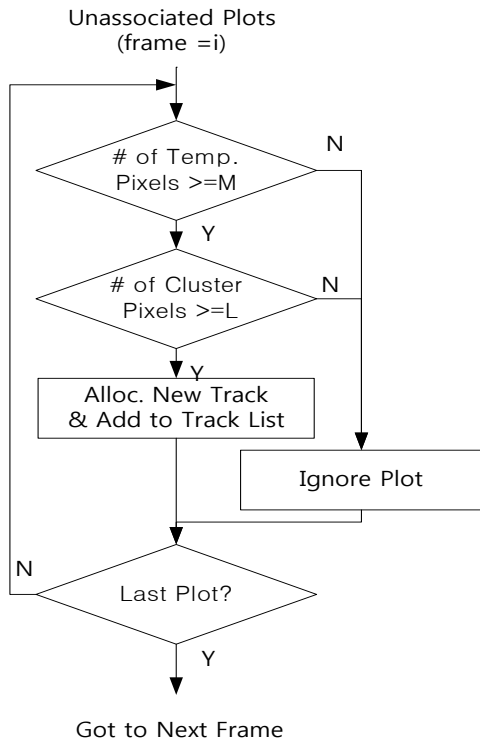 Unassociated Plots
(frame =i)
# of Temp.
Pixels >=M
N
Y
# of Cluster
Pixels >=L
N
Y
Alloc. New Track
& Add to Track List
Ignore Plot
N
Last Plot?
Y
Got to Next Frame